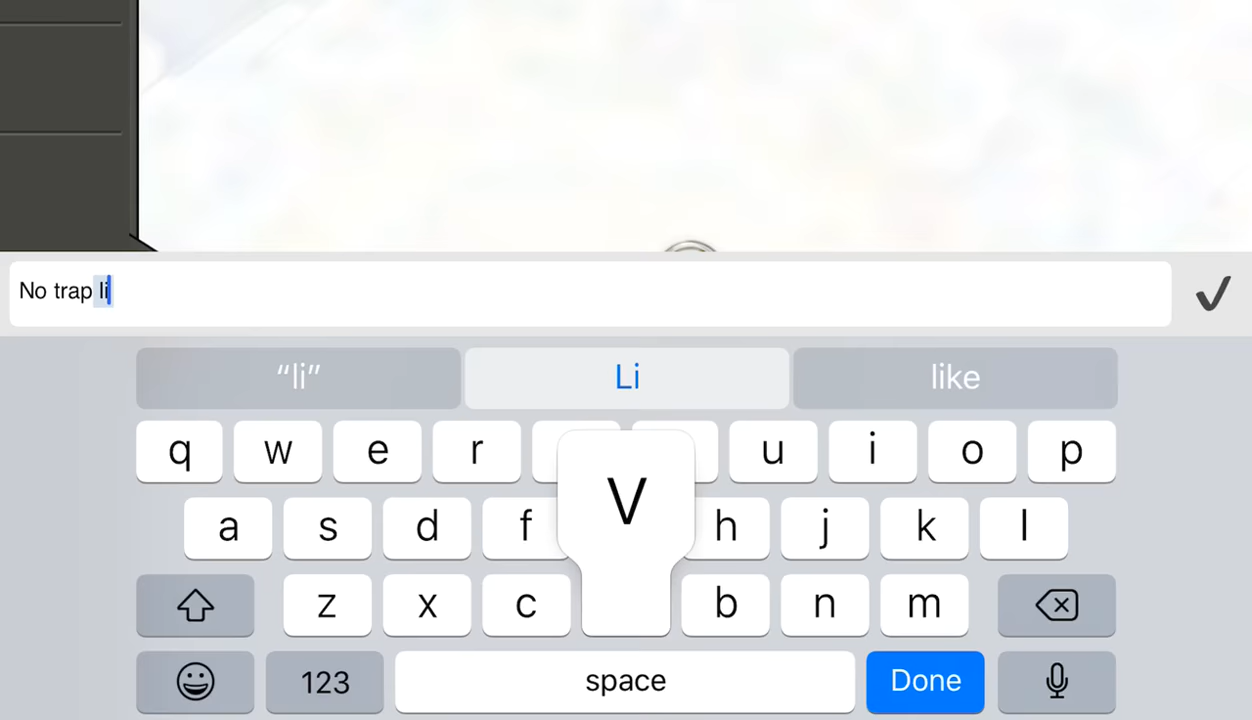 No trap li
“li” Li like
q w e r u i o p
V
a s d f h j k l
z x c b n m
123 space Done